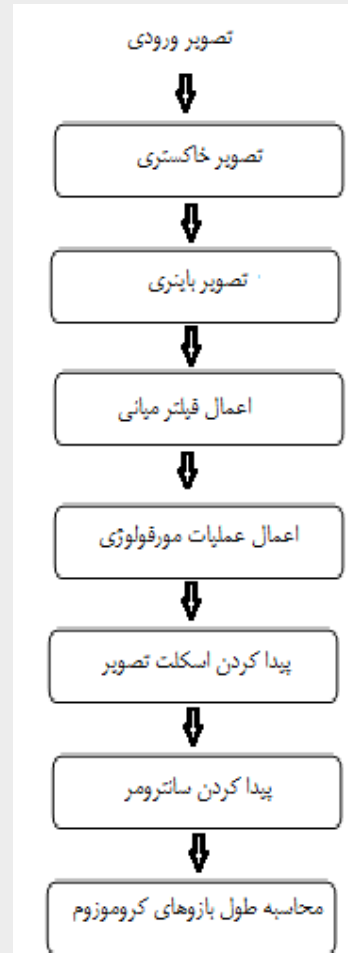 تصویر ورودی
تصویر خاکستری
تصویر باینری
اعمال فیلتر میانی
اعمال عملیات مورفولوژی
پیدا کردن اسکلت تصویر
پیدا کردن سانترومر
محاسبه طول بازوهای کروموزوم